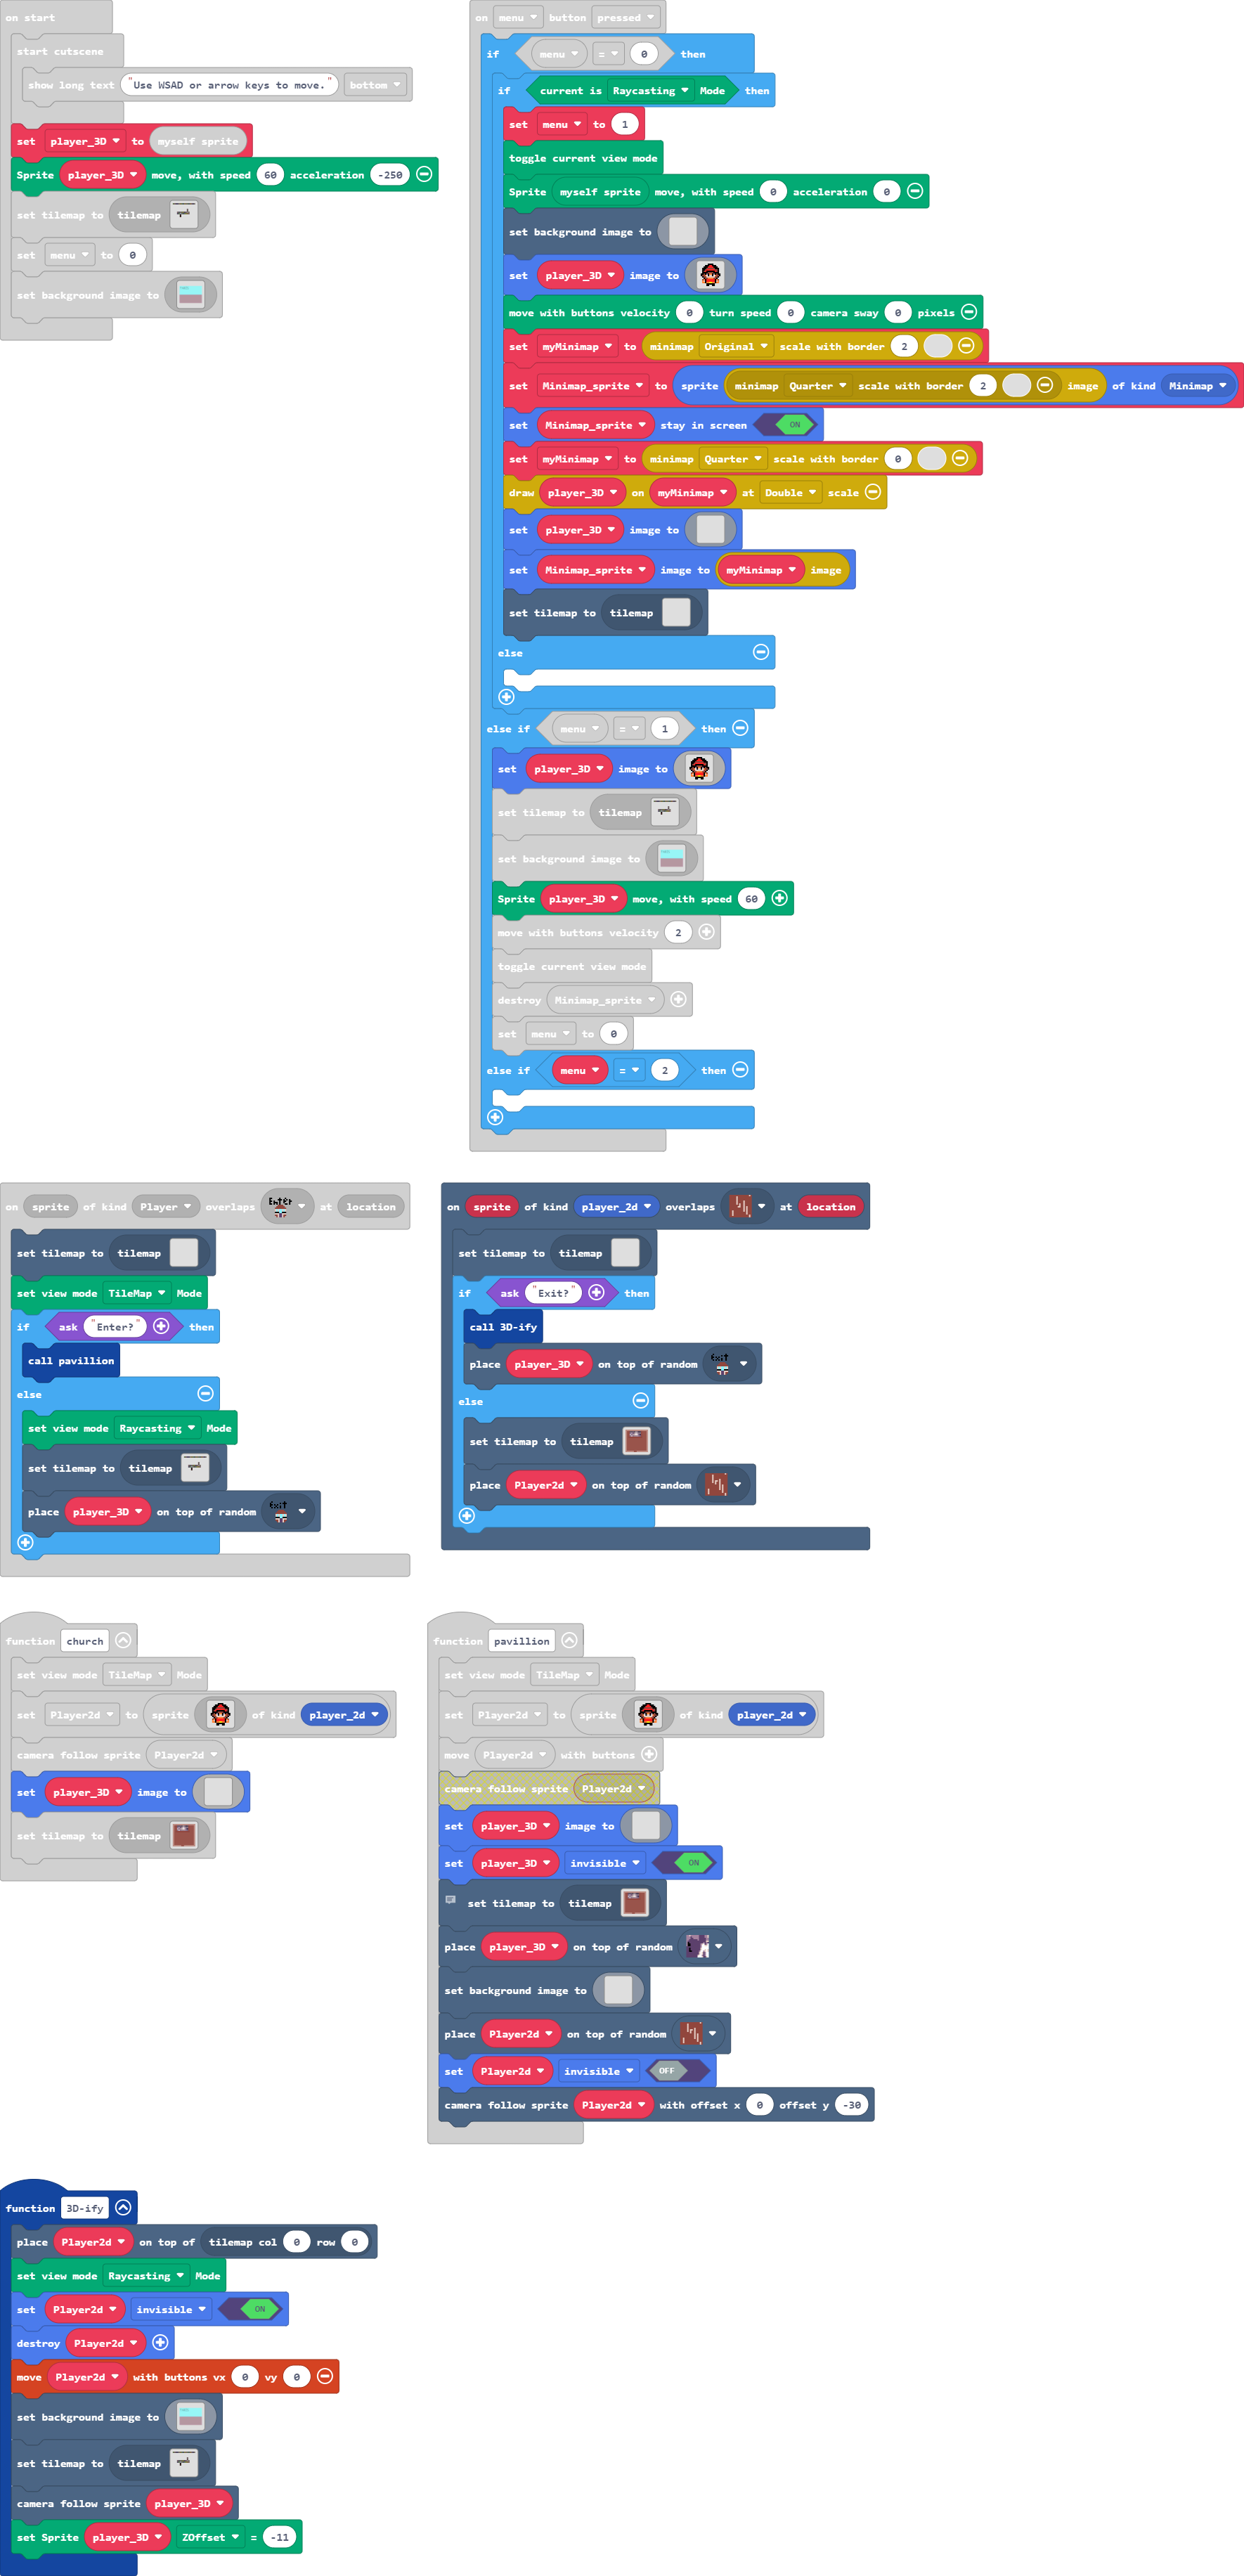 on start
start cutscene
show long text "Use WSAD or arrow keys to move." bottom
set player_3D to myself sprite
Sprite player_3D move, with speed 60 acceleration -250
set tilemap to tilemap
set menu to 0
set background image to
on menu button pressed
if menu = 0 then
if current is Raycasting Mode then
set menu to 1
toggle current view mode
Sprite myself sprite move, with speed 0 acceleration 0
set background image to
set player_3D image to
move with buttons velocity 0 turn speed 0 camera sway 0 pixels
set myMinimap to minimap Original scale with border 2
set Minimap_sprite to sprite minimap Quarter scale with border 2 image of kind Minimap
set Minimap_sprite stay in screen ON
set myMinimap to minimap Quarter scale with border 0
draw player_3D on myMinimap at Double scale
set player_3D image to
set Minimap_sprite image to myMinimap image
set tilemap to tilemap
else
else if menu = 1 then
set player_3D image to
set tilemap to tilemap
set background image to
Sprite player_3D move, with speed 60
move with buttons velocity 2
toggle current view mode
destroy Minimap_sprite
set menu to 0
else if menu = 2 then
on sprite of kind Player overlaps Enter at location
set tilemap to tilemap
set view mode TileMap Mode
if ask "Enter?" then
call pavillion
else
set view mode Raycasting Mode
set tilemap to tilemap
place player_3D on top of random Exit
on sprite of kind player_2d overlaps at location
set tilemap to tilemap
if ask "Exit?" then
call 3D-ify
place player_3D on top of random Exit
else
set tilemap to tilemap
place Player2d on top of random
function church
set view mode TileMap Mode
set Player2d to sprite of kind player_2d
camera follow sprite Player2d
set player_3D image to
set tilemap to tilemap
function pavillion
set view mode TileMap Mode
set Player2d to sprite of kind player_2d
move Player2d with buttons
camera follow sprite Player2d
set player_3D image to
set player_3D invisible ON
set tilemap to tilemap
place player_3D on top of random
set background image to
place Player2d on top of random
set Player2d invisible OFF
camera follow sprite Player2d with offset x 0 offset y -30
function 3D-ify
place Player2d on top of tilemap col 0 row 0
set view mode Raycasting Mode
set Player2d invisible ON
destroy Player2d
move Player2d with buttons vx 0 vy 0
set background image to
set tilemap to tilemap
camera follow sprite player_3D
set Sprite player_3D ZOffset = -11